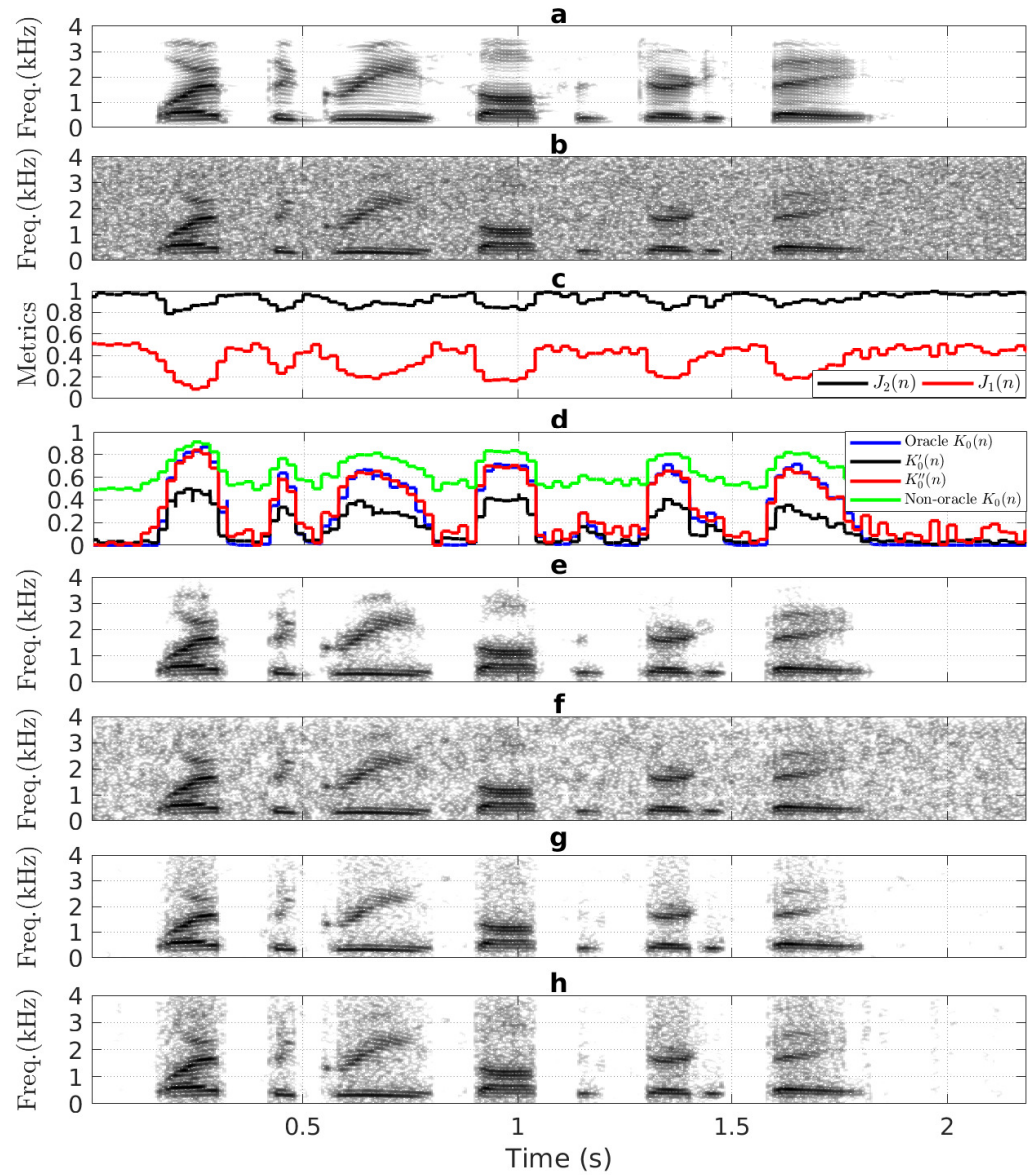 a
Freq.(kHz)
4
3
2
1
0
b
Freq.(kHz)
4
3
2
1
0
c
Metrics
1
0.8
0.6
0.4
0.2
0
J₂(n) J₁(n)
d
1
0.8
0.6
0.4
0.2
0
Oracle K₀(n)
K′₀(n)
K″₀(n)
Non-oracle K₀(n)
e
Freq.(kHz)
4
3
2
1
0
f
Freq.(kHz)
4
3
2
1
0
g
Freq.(kHz)
4
3
2
1
0
h
Freq.(kHz)
4
3
2
1
0
0.5 1 1.5 2
Time (s)